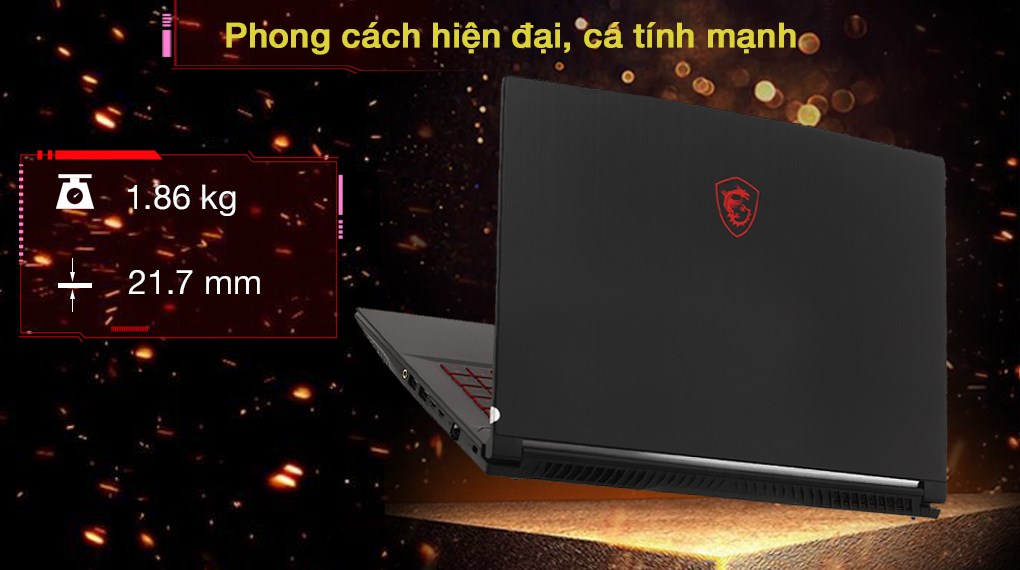 Phong cách hiện đại, cá tính mạnh
1.86 kg
21.7 mm